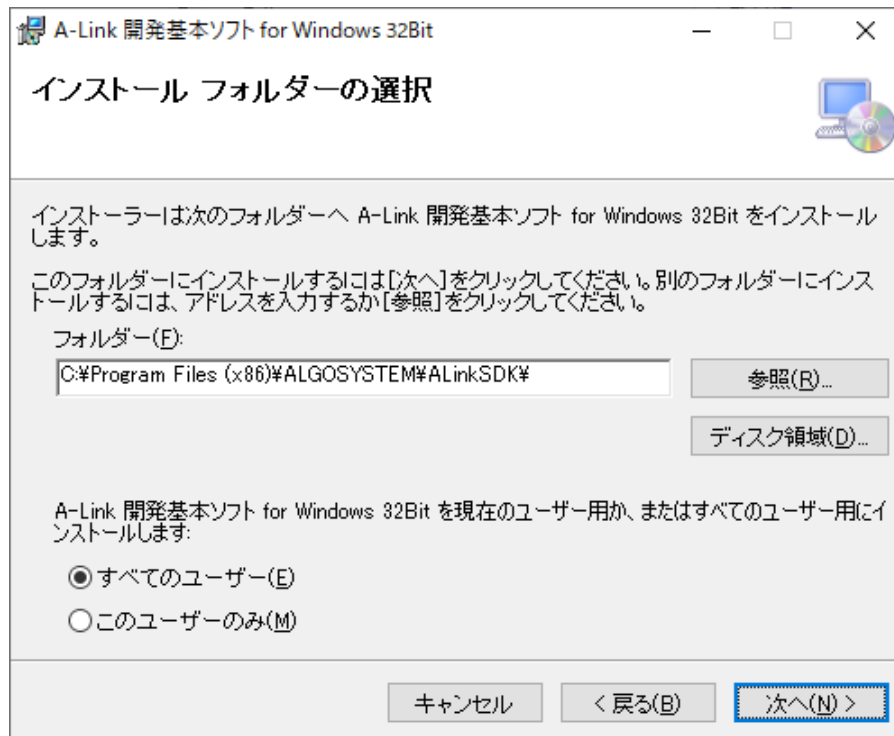 A-Link 開発基本ソフト for Windows 32Bit
インストール フォルダーの選択
インストーラーは次のフォルダーへ A-Link 開発基本ソフト for Windows 32Bit をインストール
します。
このフォルダーにインストールするには[次へ]をクリックしてください。別のフォルダーにインス
トールするには、アドレスを入力するか[参照]をクリックしてください。
フォルダー(F):
C:¥Program Files (x86)¥ALGOSYSTEM¥ALinkSDK¥
参照(R)...
ディスク領域(D)...
A-Link 開発基本ソフト for Windows 32Bit を現在のユーザー用か、またはすべてのユーザー用にイ
ンストールします:
すべてのユーザー(E)
このユーザーのみ(M)
キャンセル
< 戻る(B)
次へ(N) >